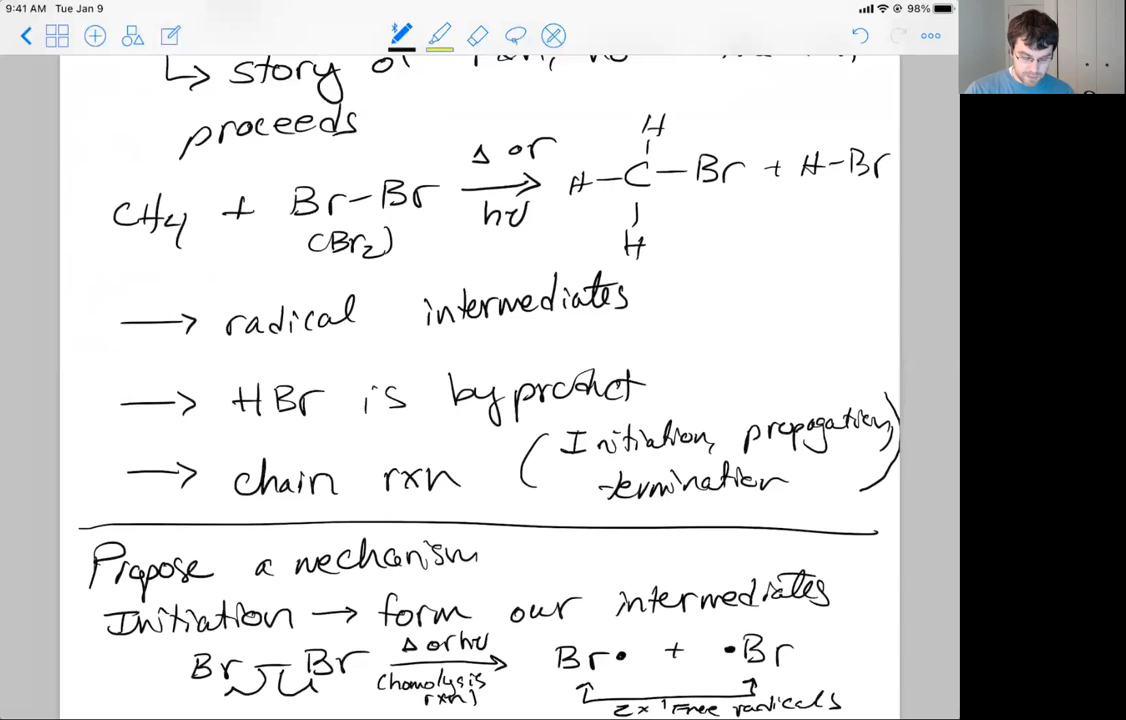 9:41 AM Tue Jan 9
98%
↳ story of
proceeds
CH4 + Br-Br → H-C-Br + H-Br
Δ or
hν
(Br2)
H
H
→ radical intermediates
→ HBr is byproduct
→ chain rxn (Initiation, propagation,
termination)
Propose a mechanism
Initiation → form our intermediates
Br-Br → Br• + •Br
Δ or hν
(homolysis
rxn)
2x Free radicals